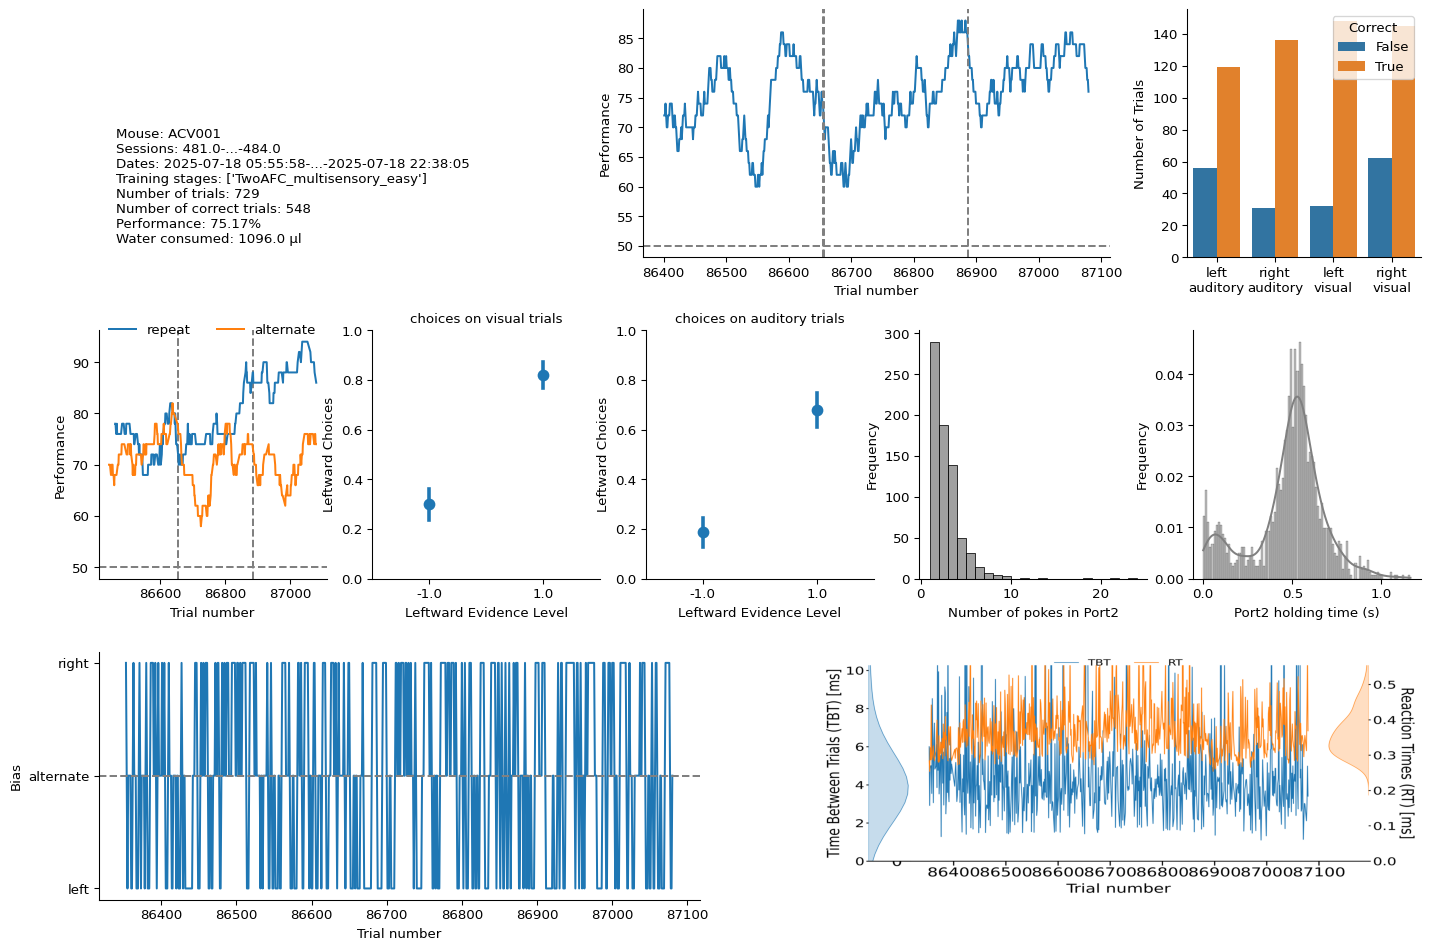 Mouse: ACV001
Sessions: 481.0-...-484.0
Dates: 2025-07-18 05:55:58-...-2025-07-18 22:38:05
Training stages: ['TwoAFC_multisensory_easy']
Number of trials: 729
Number of correct trials: 548
Performance: 75.17%
Water consumed: 1096.0 µl
Performance
85
80
75
70
65
60
55
50
86400 86500 86600 86700 86800 86900 87000 87100
Trial number
Number of Trials
140
120
100
80
60
40
20
0
Correct
False
True
left auditory
right auditory
left visual
right visual
repeat alternate
Performance
90
80
70
60
50
86600 86800 87000
Trial number
choices on visual trials
Leftward Choices
1.0
0.8
0.6
0.4
0.2
0.0
-1.0 1.0
Leftward Evidence Level
choices on auditory trials
Leftward Choices
1.0
0.8
0.6
0.4
0.2
0.0
-1.0 1.0
Leftward Evidence Level
Frequency
300
250
200
150
100
50
0
0 10 20
Number of pokes in Port2
Frequency
0.04
0.03
0.02
0.01
0.00
0.0 0.5 1.0
Port2 holding time (s)
Bias
right
alternate
left
86400 86500 86600 86700 86800 86900 87000 87100
Trial number
TBT RT
Time Between Trials (TBT) [ms]
10
8
6
4
2
0
0 86400 86500 86600 86700 86800 86900 87000 87100
Trial number
0.5
0.4
0.3
0.2
0.1
0.0
Reaction Times (RT) [ms]